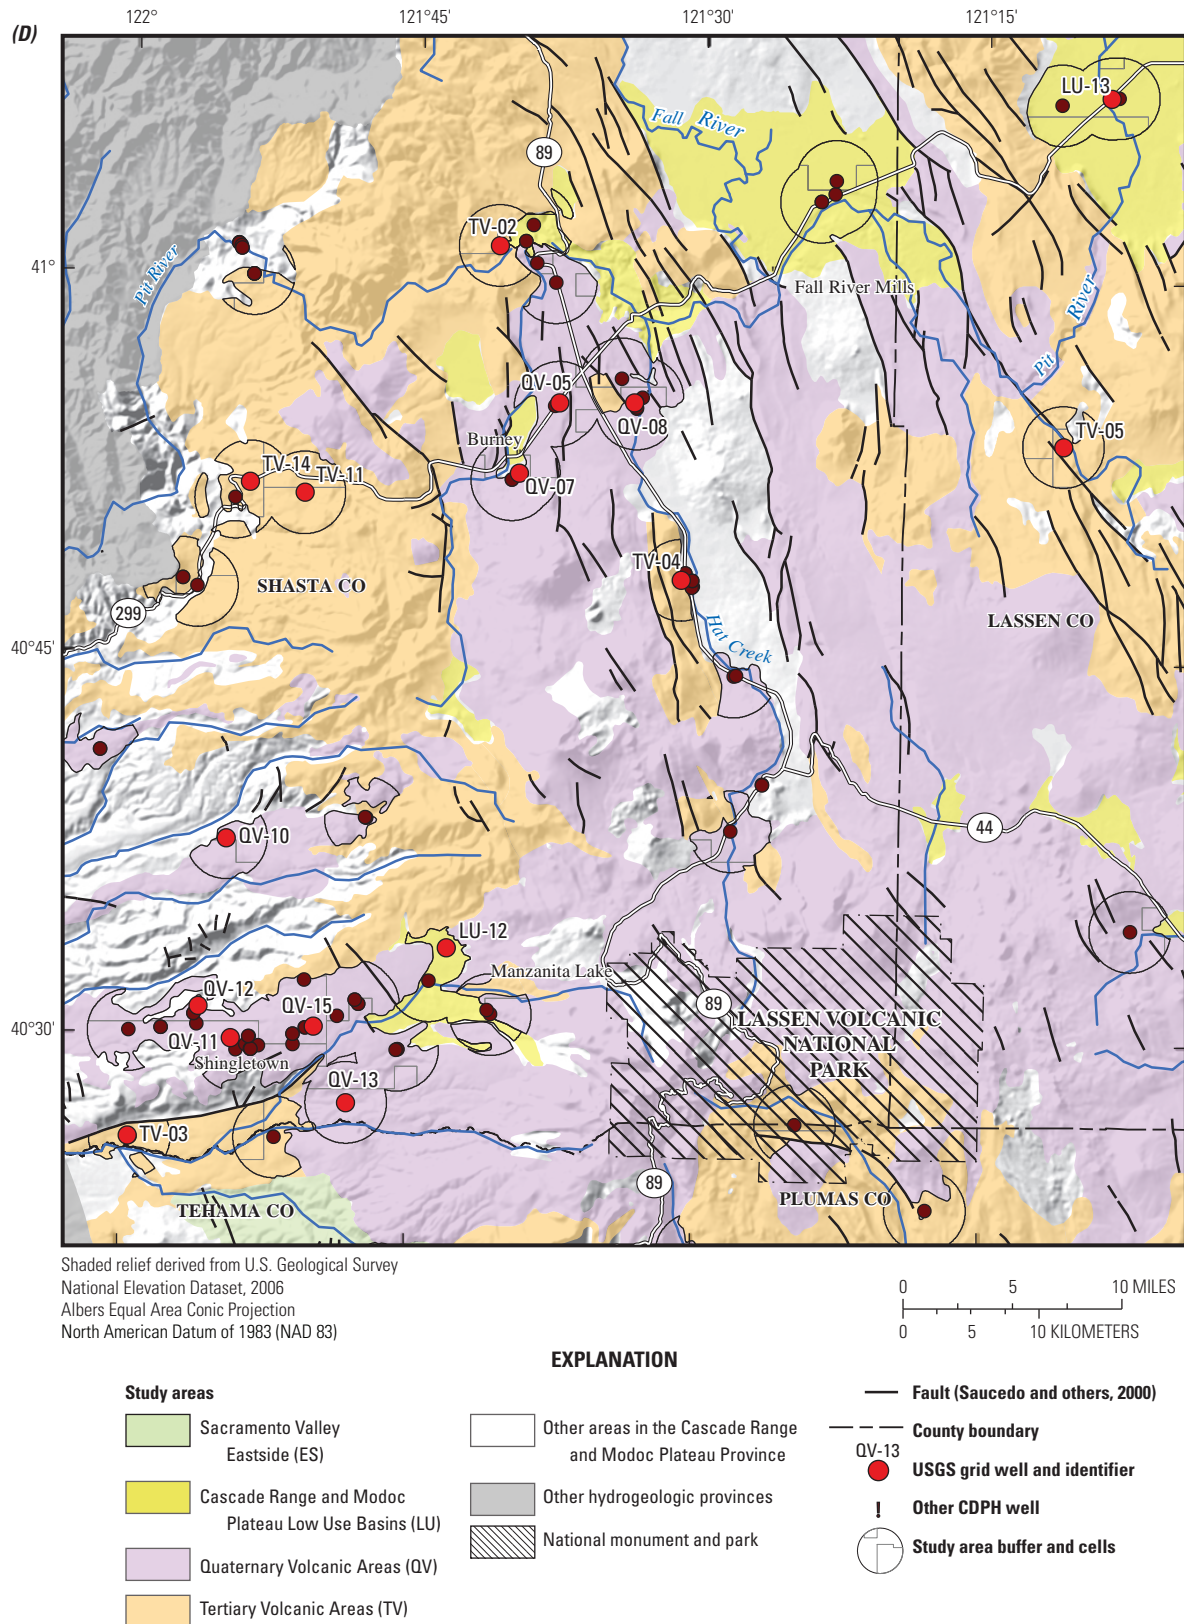 (D)
122°
121°45'
121°30'
121°15'
LU-13
Fall River
89
TV-02
41°
Pit River
Fall River Mills
Pit River
QV-05
QV-08
Burney
TV-05
TV-14
TV-11
QV-07
TV-04
SHASTA CO
299
LASSEN CO
40°45'
Hat Creek
44
QV-10
LU-12
Manzanita Lake
QV-12
QV-15
89
LASSEN VOLCANIC
NATIONAL
PARK
40°30'
QV-11
Shingletown
QV-13
TV-03
89
PLUMAS CO
TEHAMA CO
Shaded relief derived from U.S. Geological Survey
National Elevation Dataset, 2006
Albers Equal Area Conic Projection
North American Datum of 1983 (NAD 83)
0 5 10 MILES
0 5 10 KILOMETERS
EXPLANATION
Study areas
Sacramento Valley
Eastside (ES)
Cascade Range and Modoc
Plateau Low Use Basins (LU)
Quaternary Volcanic Areas (QV)
Tertiary Volcanic Areas (TV)
Other areas in the Cascade Range
and Modoc Plateau Province
Other hydrogeologic provinces
National monument and park
Fault (Saucedo and others, 2000)
County boundary
QV-13
USGS grid well and identifier
! Other CDPH well
Study area buffer and cells